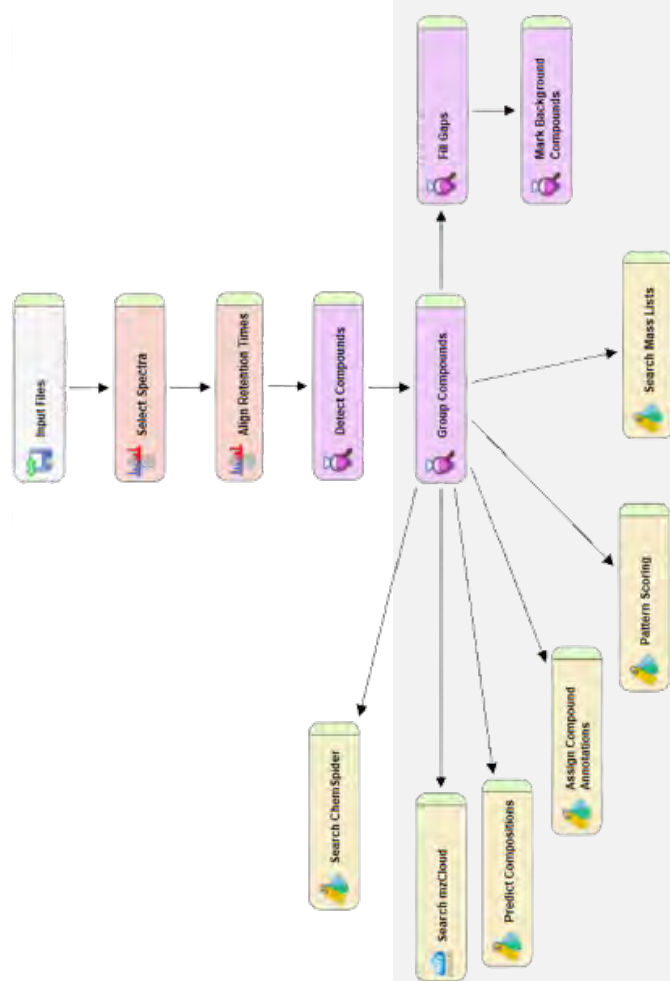 Input Files
Select Spectra
Align Retention Times
Detect Compounds
Group Compounds
Fill Gaps
Mark Background
Compounds
Search ChemSpider
Search mzCloud
Predict Compositions
Assign Compound
Annotations
Pattern Scoring
Search Mass Lists